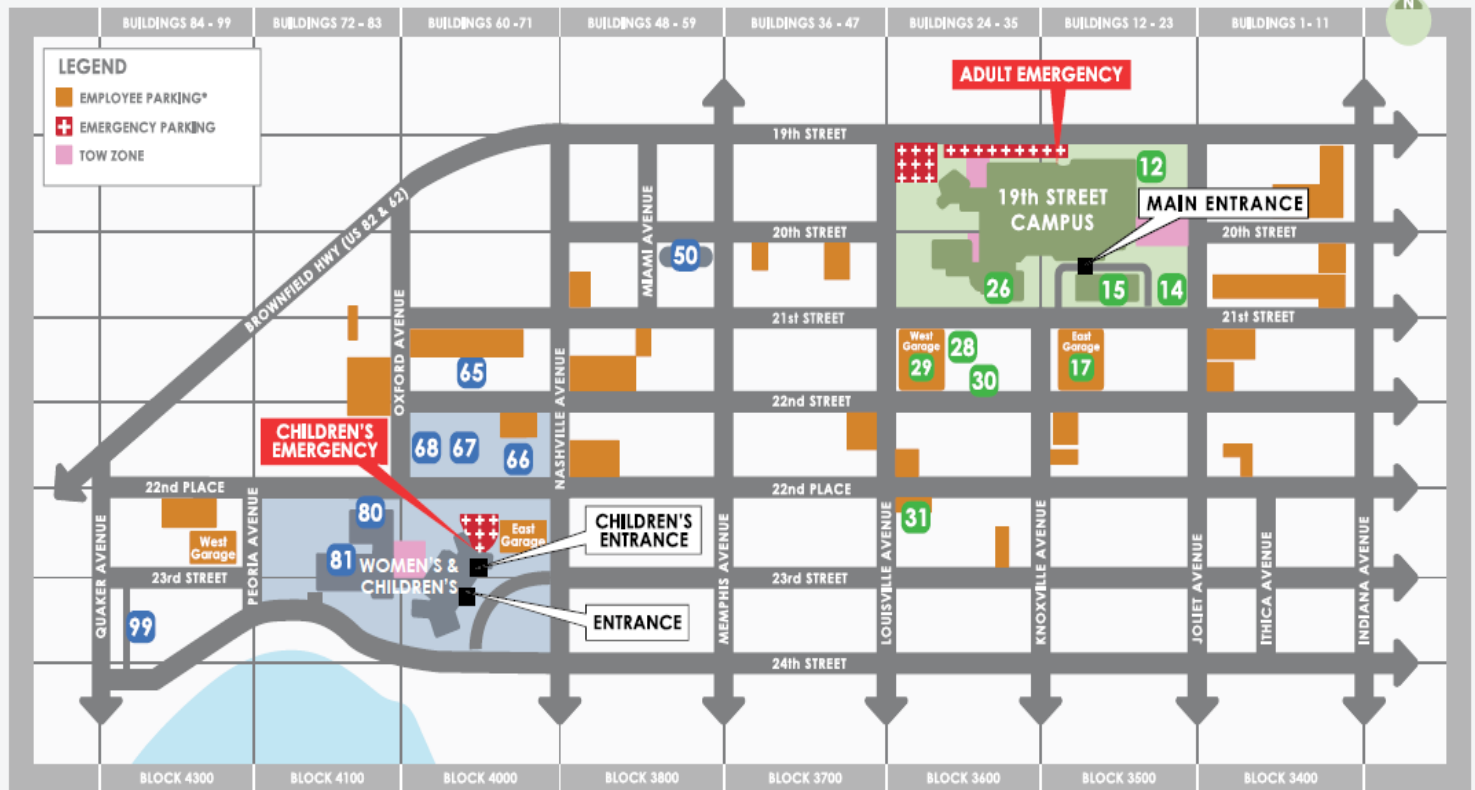 BUILDINGS 84 - 99
BUILDINGS 72 - 83
BUILDINGS 60 -71
BUILDINGS 48 - 59
BUILDINGS 36 - 47
BUILDINGS 24 - 35
BUILDINGS 12 - 23
BUILDINGS 1 - 11
N
LEGEND
EMPLOYEE PARKING*
EMERGENCY PARKING
TOW ZONE
ADULT EMERGENCY
19th STREET
12
19th STREET
CAMPUS
MAIN ENTRANCE
BROWNFIELD HWY (US 82 & 62)
MIAMI AVENUE
20th STREET
20th STREET
50
26
15
14
21st STREET
21st STREET
OXFORD AVENUE
65
West
Garage
29
28
30
East
Garage
17
NASHVILLE AVENUE
22nd STREET
CHILDREN'S
EMERGENCY
68
67
66
22nd PLACE
22nd PLACE
QUAKER AVENUE
West
Garage
PEORIA AVENUE
80
81
WOMEN'S &
CHILDREN'S
East
Garage
CHILDREN'S
ENTRANCE
31
23rd STREET
23rd STREET
99
ENTRANCE
MEMPHIS AVENUE
LOUISVILLE AVENUE
KNOXVILLE AVENUE
JOLIET AVENUE
ITHICA AVENUE
INDIANA AVENUE
24th STREET
BLOCK 4300
BLOCK 4100
BLOCK 4000
BLOCK 3800
BLOCK 3700
BLOCK 3600
BLOCK 3500
BLOCK 3400